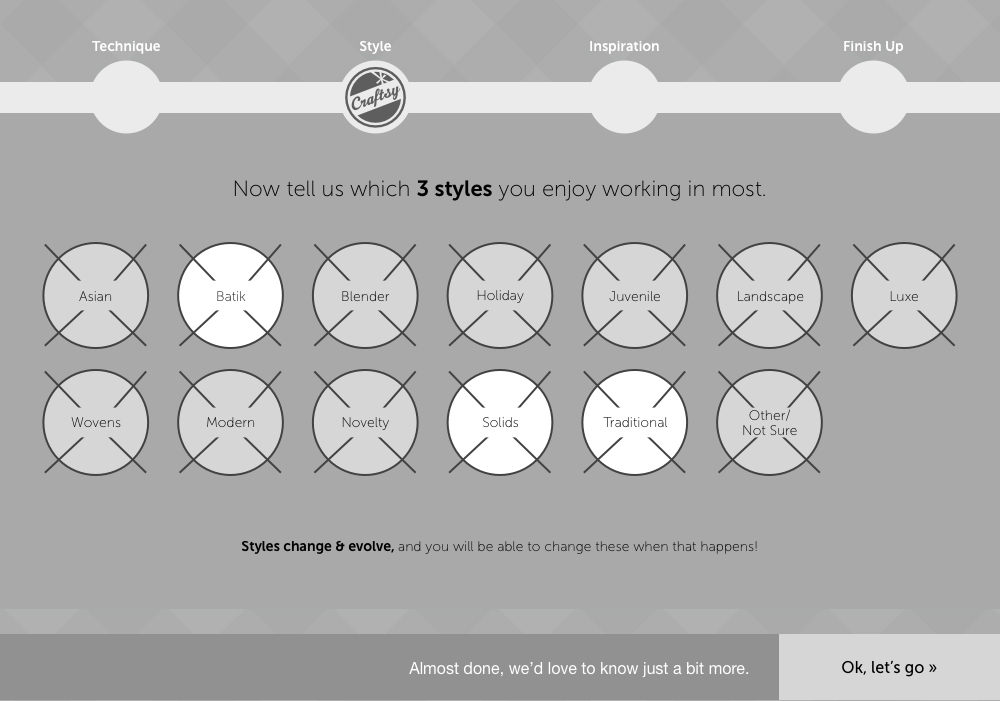 Technique
Style
Inspiration
Finish Up
Craftsy
Now tell us which 3 styles you enjoy working in most.
Asian
Batik
Blender
Holiday
Juvenile
Landscape
Luxe
Wovens
Modern
Novelty
Solids
Traditional
Other/
Not Sure
Styles change & evolve, and you will be able to change these when that happens!
Almost done, we’d love to know just a bit more.
Ok, let’s go »